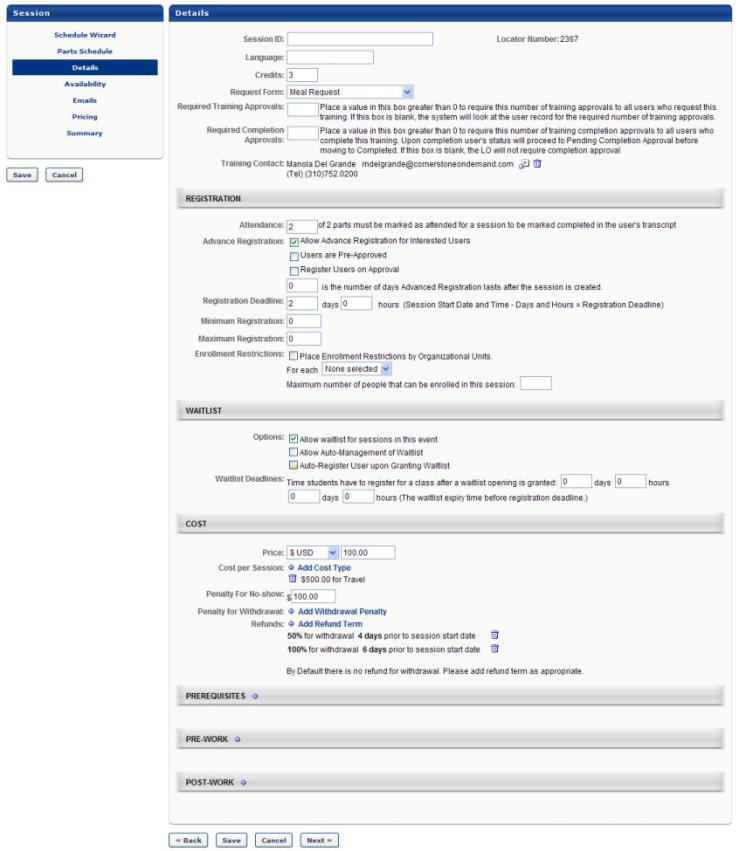 Session
Schedule Wizard
Parts Schedule
Details
Availability
Emails
Pricing
Summary
Save Cancel
Details
Session ID:
Locator Number: 2367
Language:
Credits: 3
Request Form: Meal Request
Required Training Approvals: Place a value in this box greater than 0 to require this number of training approvals to all users who request this
training. If this box is blank, the system will look at the user record for the required number of training approvals.
Required Completion Approvals: Place a value in this box greater than 0 to require this number of training completion approvals to all users who
complete this training. Upon completion user's status will proceed to Pending Completion Approval before
moving to Completed. If this box is blank, the LO will not require completion approval
Training Contact: Manola Del Grande mdelgrande@cornerstoneondemand.com
(Tel) (310)752.0200
REGISTRATION
Attendance: 2 of 2 parts must be marked as attended for a session to be marked completed in the user's transcript
Advance Registration: Allow Advance Registration for Interested Users
Users are Pre-Approved
Register Users on Approval
0 is the number of days Advanced Registration lasts after the session is created.
Registration Deadline: 2 days 0 hours (Session Start Date and Time - Days and Hours = Registration Deadline)
Minimum Registration: 0
Maximum Registration: 0
Enrollment Restrictions: Place Enrollment Restrictions by Organizational Units.
For each None selected
Maximum number of people that can be enrolled in this session:
WAITLIST
Options: Allow waitlist for sessions in this event
Allow Auto-Management of Waitlist
Auto-Register User upon Granting Waitlist
Waitlist Deadlines: Time students have to register for a class after a waitlist opening is granted: 0 days 0 hours
0 days 0 hours (The waitlist expiry time before registration deadline.)
COST
Price: $ USD 100.00
Cost per Session: Add Cost Type
$500.00 for Travel
Penalty For No-show: $ 100.00
Penalty for Withdrawal: Add Withdrawal Penalty
Refunds: Add Refund Term
50% for withdrawal 4 days prior to session start date
100% for withdrawal 6 days prior to session start date
By Default there is no refund for withdrawal. Please add refund term as appropriate.
PREREQUISITES
PRE-WORK
POST-WORK
« Back Save Cancel Next »